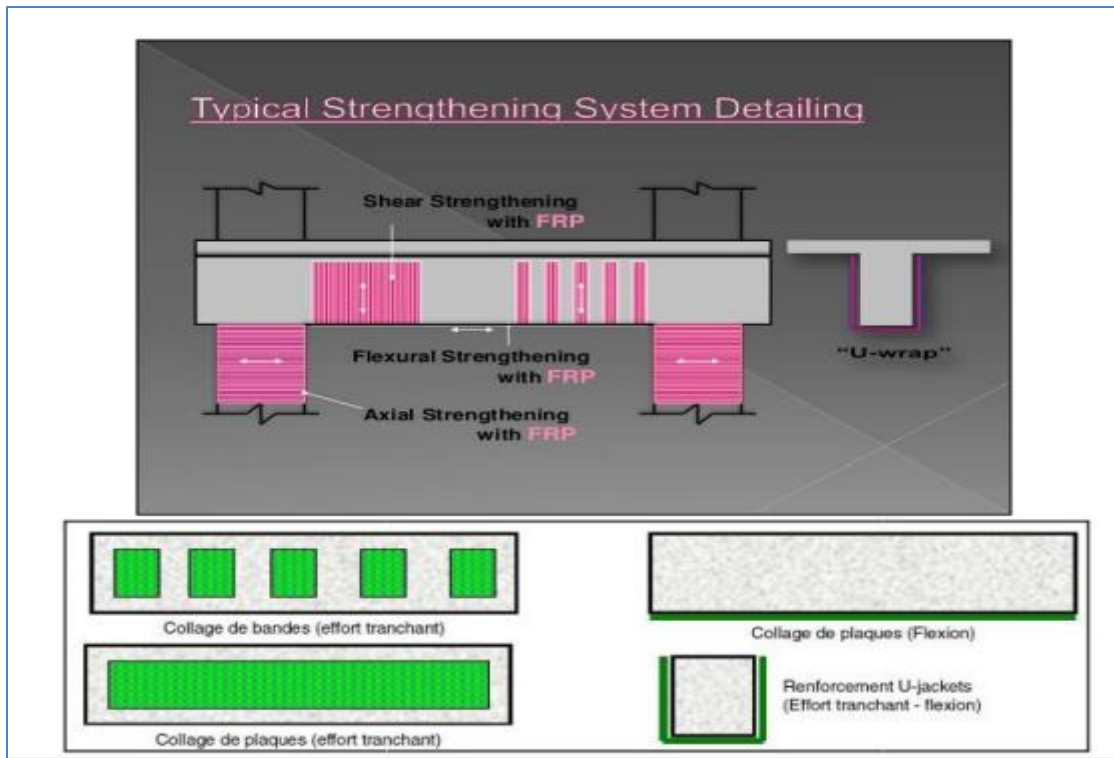 Typical Strengthening System Detailing
Shear Strengthening
with FRP
Flexural Strengthening
with FRP
"U-wrap"
Axial Strengthening
with FRP
Collage de bandes (effort tranchant)
Collage de plaques (Flexion)
Renforcement U-jackets
(Effort tranchant - flexion)
Collage de plaques (effort tranchant)